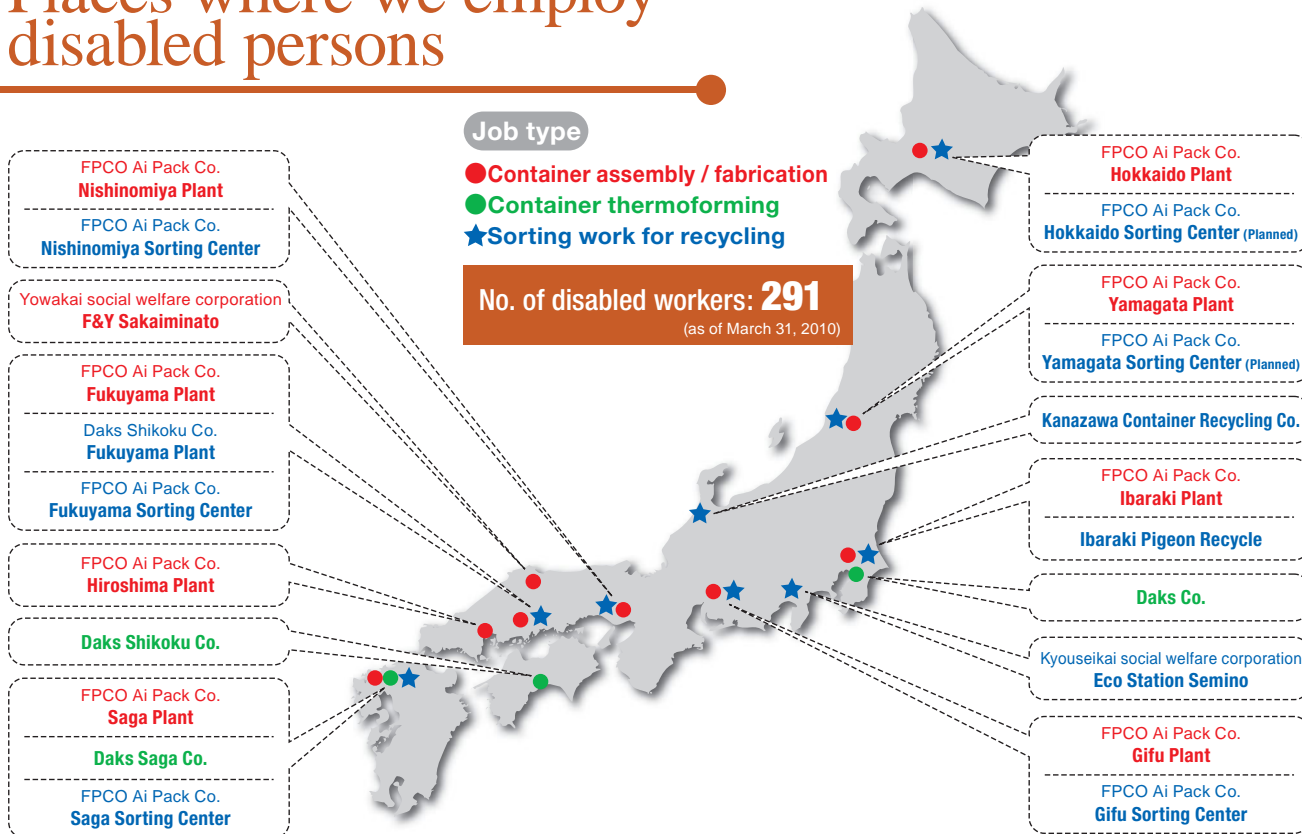 Places where we employ
disabled persons
Job type
Container assembly / fabrication
Container thermoforming
Sorting work for recycling
No. of disabled workers: 291
(as of March 31, 2010)
FPCO Ai Pack Co.
Nishinomiya Plant
FPCO Ai Pack Co.
Nishinomiya Sorting Center
Yowakai social welfare corporation
F&Y Sakaiminato
FPCO Ai Pack Co.
Fukuyama Plant
Daks Shikoku Co.
Fukuyama Plant
FPCO Ai Pack Co.
Fukuyama Sorting Center
FPCO Ai Pack Co.
Hiroshima Plant
Daks Shikoku Co.
FPCO Ai Pack Co.
Saga Plant
Daks Saga Co.
FPCO Ai Pack Co.
Saga Sorting Center
FPCO Ai Pack Co.
Hokkaido Plant
FPCO Ai Pack Co.
Hokkaido Sorting Center (Planned)
FPCO Ai Pack Co.
Yamagata Plant
FPCO Ai Pack Co.
Yamagata Sorting Center (Planned)
Kanazawa Container Recycling Co.
FPCO Ai Pack Co.
Ibaraki Plant
Ibaraki Pigeon Recycle
Daks Co.
Kyouseikai social welfare corporation
Eco Station Semino
FPCO Ai Pack Co.
Gifu Plant
FPCO Ai Pack Co.
Gifu Sorting Center